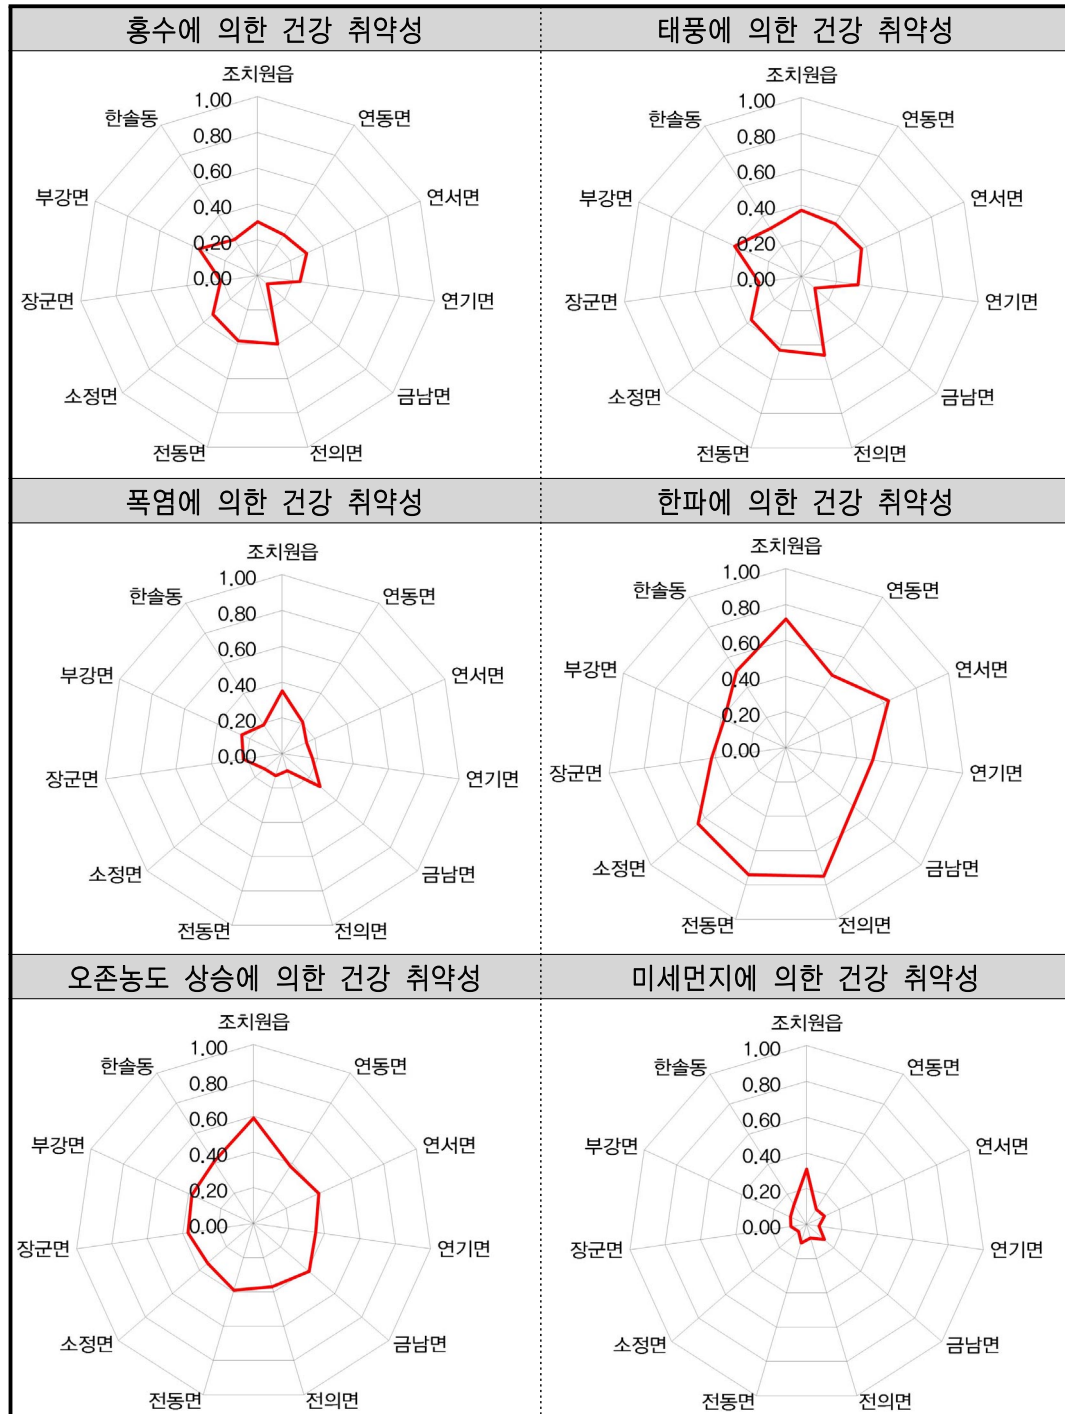 홍수에 의한 건강 취약성
태풍에 의한 건강 취약성
조치원읍
1.00
한솔동
연동면
0.80
0.60
부강면
연서면
0.40
0.20
0.00
장군면
연기면
소정면
금남면
전동면
전의면
조치원읍
1.00
한솔동
연동면
0.80
0.60
부강면
연서면
0.40
0.20
0.00
장군면
연기면
소정면
금남면
전동면
전의면
폭염에 의한 건강 취약성
한파에 의한 건강 취약성
조치원읍
1.00
한솔동
연동면
0.80
0.60
부강면
연서면
0.40
0.20
0.00
장군면
연기면
소정면
금남면
전동면
전의면
조치원읍
1.00
한솔동
연동면
0.80
0.60
부강면
연서면
0.40
0.20
0.00
장군면
연기면
소정면
금남면
전동면
전의면
오존농도 상승에 의한 건강 취약성
미세먼지에 의한 건강 취약성
조치원읍
1.00
한솔동
연동면
0.80
0.60
부강면
연서면
0.40
0.20
0.00
장군면
연기면
소정면
금남면
전동면
전의면
조치원읍
1.00
한솔동
연동면
0.80
0.60
부강면
연서면
0.40
0.20
0.00
장군면
연기면
소정면
금남면
전동면
전의면